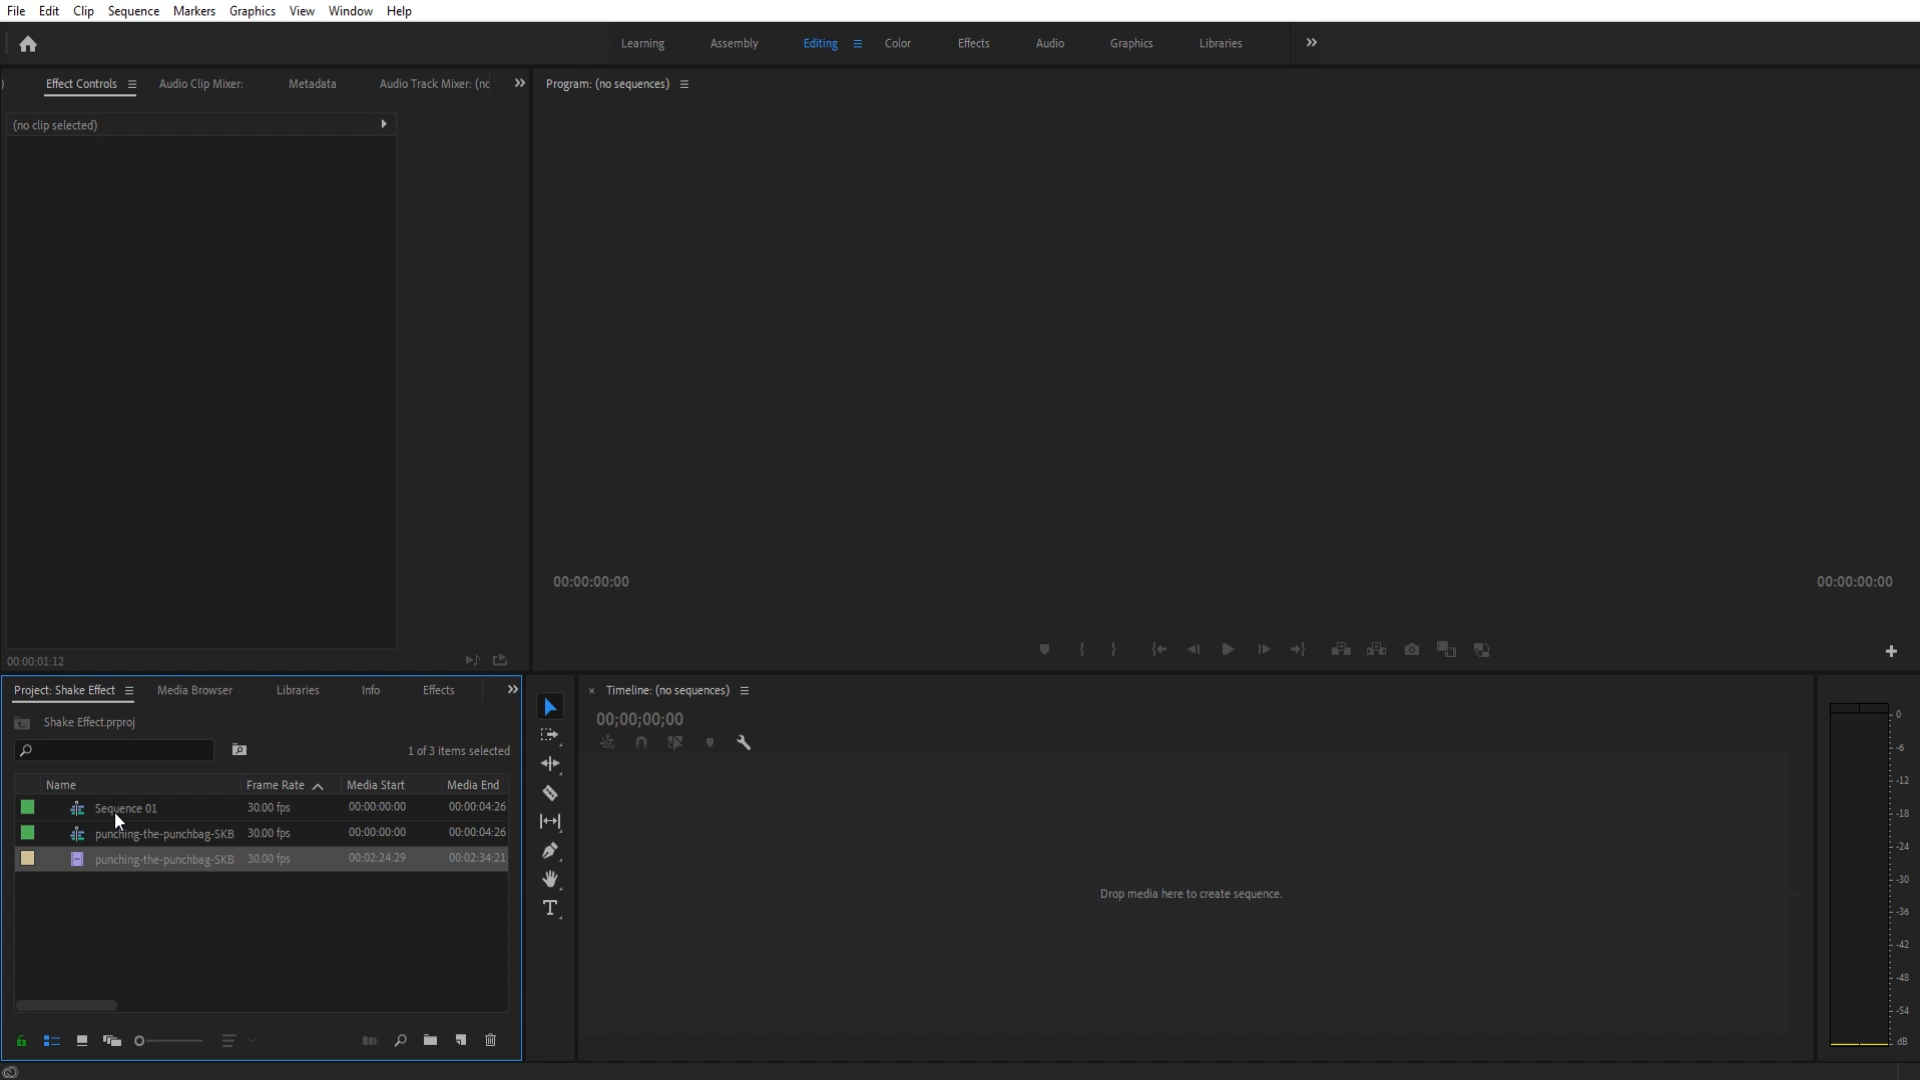 File Edit Clip Sequence Markers Graphics View Window Help
Learning Assembly Editing Color Effects Audio Graphics Libraries
Effect Controls Audio Clip Mixer: Metadata Audio Track Mixer: (no
Program: (no sequences)
(no clip selected)
00:00:00:00 00:00:00:00
00:00:01:12
Project: Shake Effect Media Browser Libraries Info Effects
Timeline: (no sequences)
Shake Effect.prproj
00;00;00;00
1 of 3 items selected
Name Frame Rate Media Start Media End
Sequence 01 30.00 fps 00:00:00:00 00:00:04:26
punching-the-punchbag-SKB 30.00 fps 00:00:00:00 00:00:04:26
punching-the-punchbag-SKB 30.00 fps 00:02:24:29 00:02:34:21
Drop media here to create sequence.
0
-6
-12
-18
-24
-30
-36
-42
-48
-54
dB